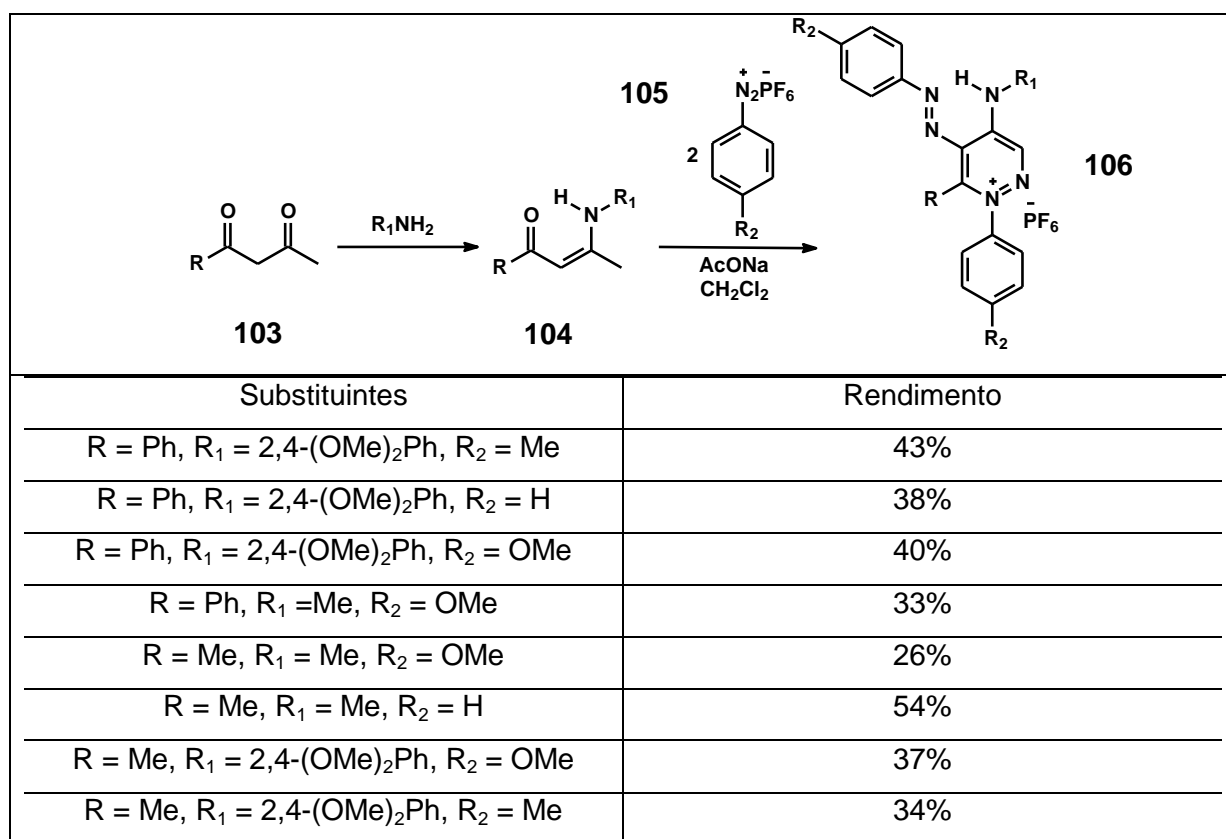 R₂
105
N₂PF₆
+ −
2
R₂
H
R₁
N
N
N
106
R
N
N
+
−
PF₆
R₂
O
O
R
R₁NH₂
O
H
N
R₁
R
AcONa
CH₂Cl₂
103
104
Substituintes Rendimento
R = Ph, R₁ = 2,4-(OMe)₂Ph, R₂ = Me 43%
R = Ph, R₁ = 2,4-(OMe)₂Ph, R₂ = H 38%
R = Ph, R₁ = 2,4-(OMe)₂Ph, R₂ = OMe 40%
R = Ph, R₁ =Me, R₂ = OMe 33%
R = Me, R₁ = Me, R₂ = OMe 26%
R = Me, R₁ = Me, R₂ = H 54%
R = Me, R₁ = 2,4-(OMe)₂Ph, R₂ = OMe 37%
R = Me, R₁ = 2,4-(OMe)₂Ph, R₂ = Me 34%